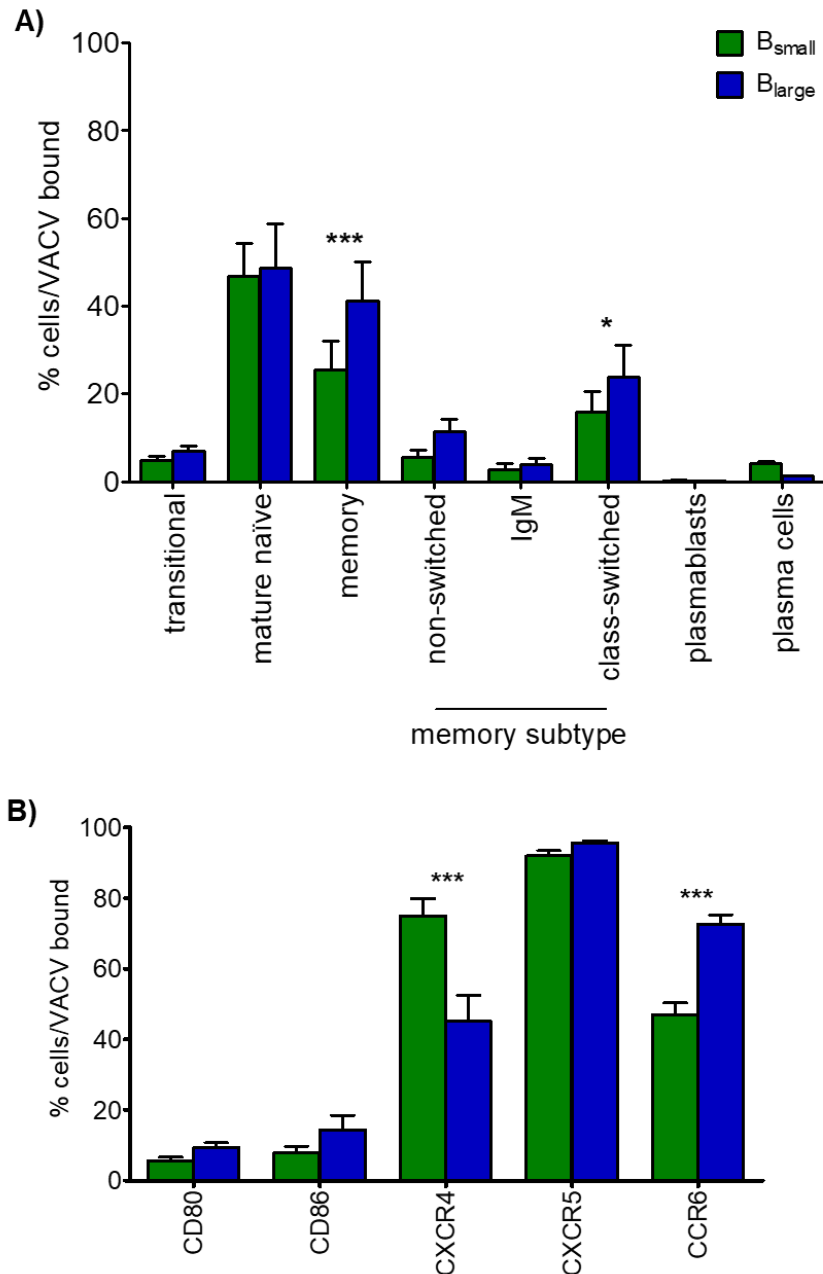 A)
% cells/VACV bound
100
80
60
40
20
0
Bsmall
Blarge
***
*
transitional
mature naïve
memory
non-switched
IgM
class-switched
plasmablasts
plasma cells
memory subtype
B)
% cells/VACV bound
100
80
60
40
20
0
***
***
CD80
CD86
CXCR4
CXCR5
CCR6